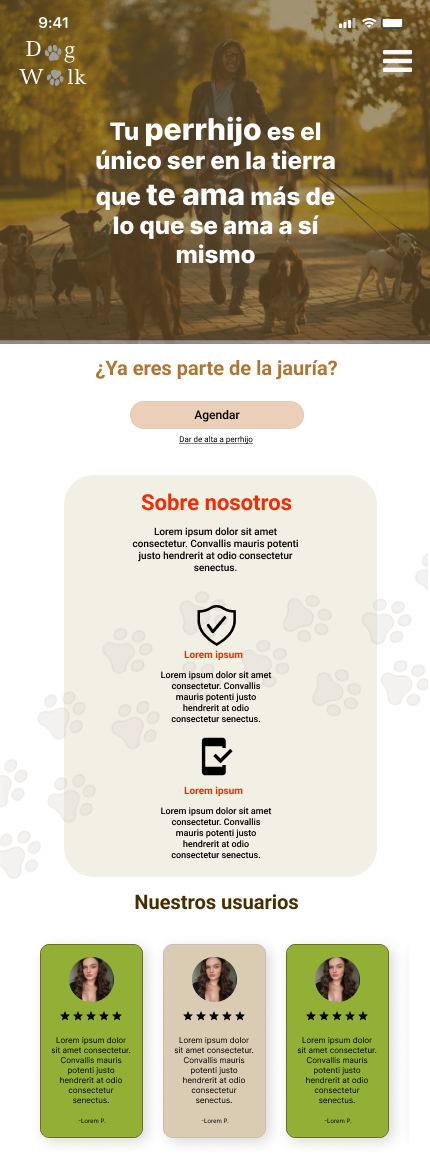 9:41
Dog
Walk
Tu perrhijo es el
único ser en la tierra
que te ama más de
lo que se ama a sí
mismo
¿Ya eres parte de la jauría?
Agendar
Dar de alta a perrhijo
Sobre nosotros
Lorem ipsum dolor sit amet
consectetur. Convallis mauris potenti
justo hendrerit at odio consectetur
senectus.
Lorem ipsum
Lorem ipsum dolor sit amet
consectetur. Convallis
mauris potenti justo
hendrerit at odio
consectetur senectus.
Lorem ipsum
Lorem ipsum dolor sit amet
consectetur. Convallis
mauris potenti justo
hendrerit at odio
consectetur senectus.
Nuestros usuarios
Lorem ipsum dolor
sit amet consectetur.
Convallis mauris
potenti justo
hendrerit at odio
consectetur
senectus.
-Lorem P.
Lorem ipsum dolor
sit amet consectetur.
Convallis mauris
potenti justo
hendrerit at odio
consectetur
senectus.
-Lorem P.
Lorem ipsum dolor
sit amet consectetur.
Convallis mauris
potenti justo
hendrerit at odio
consectetur
senectus.
-Lorem P.